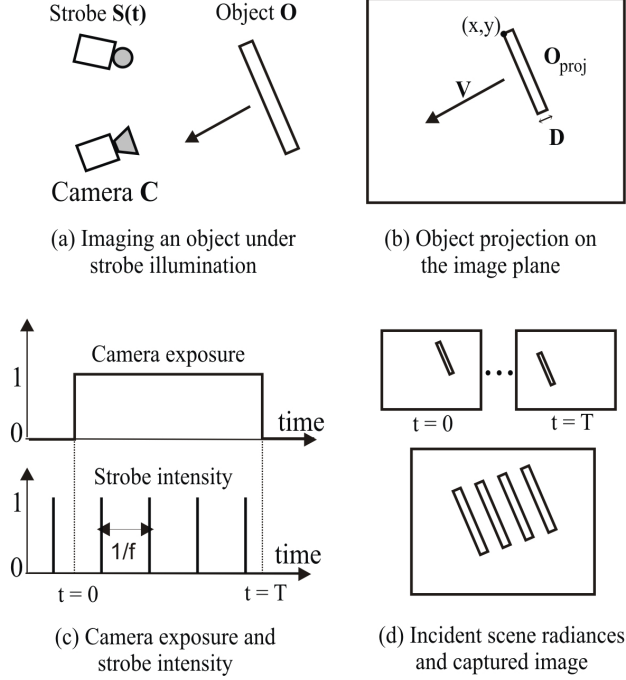 Strobe S(t)
Object O
Camera C
(a) Imaging an object under
strobe illumination
(x,y)
O proj
V
D
(b) Object projection on
the image plane
Camera exposure
1
0
time
Strobe intensity
1
0
1/f
time
t = 0
t = T
(c) Camera exposure and
strobe intensity
t = 0
t = T
(d) Incident scene radiances
and captured image